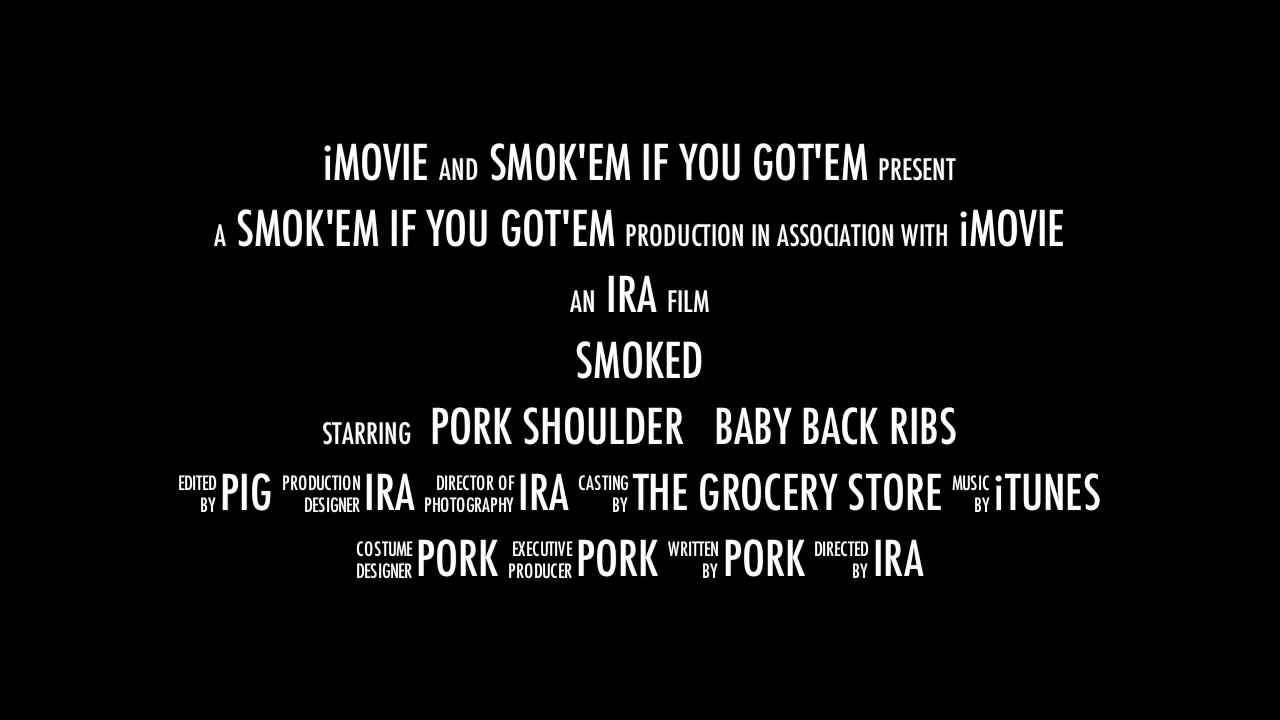 iMOVIE AND SMOK'EM IF YOU GOT'EM PRESENT
A SMOK'EM IF YOU GOT'EM PRODUCTION IN ASSOCIATION WITH iMOVIE
AN IRA FILM
SMOKED
STARRING PORK SHOULDER BABY BACK RIBS
EDITED BY PIG PRODUCTION DESIGNER IRA DIRECTOR OF PHOTOGRAPHY IRA CASTING BY THE GROCERY STORE MUSIC BY iTUNES
COSTUME DESIGNER PORK EXECUTIVE PRODUCER PORK WRITTEN BY PORK DIRECTED BY IRA